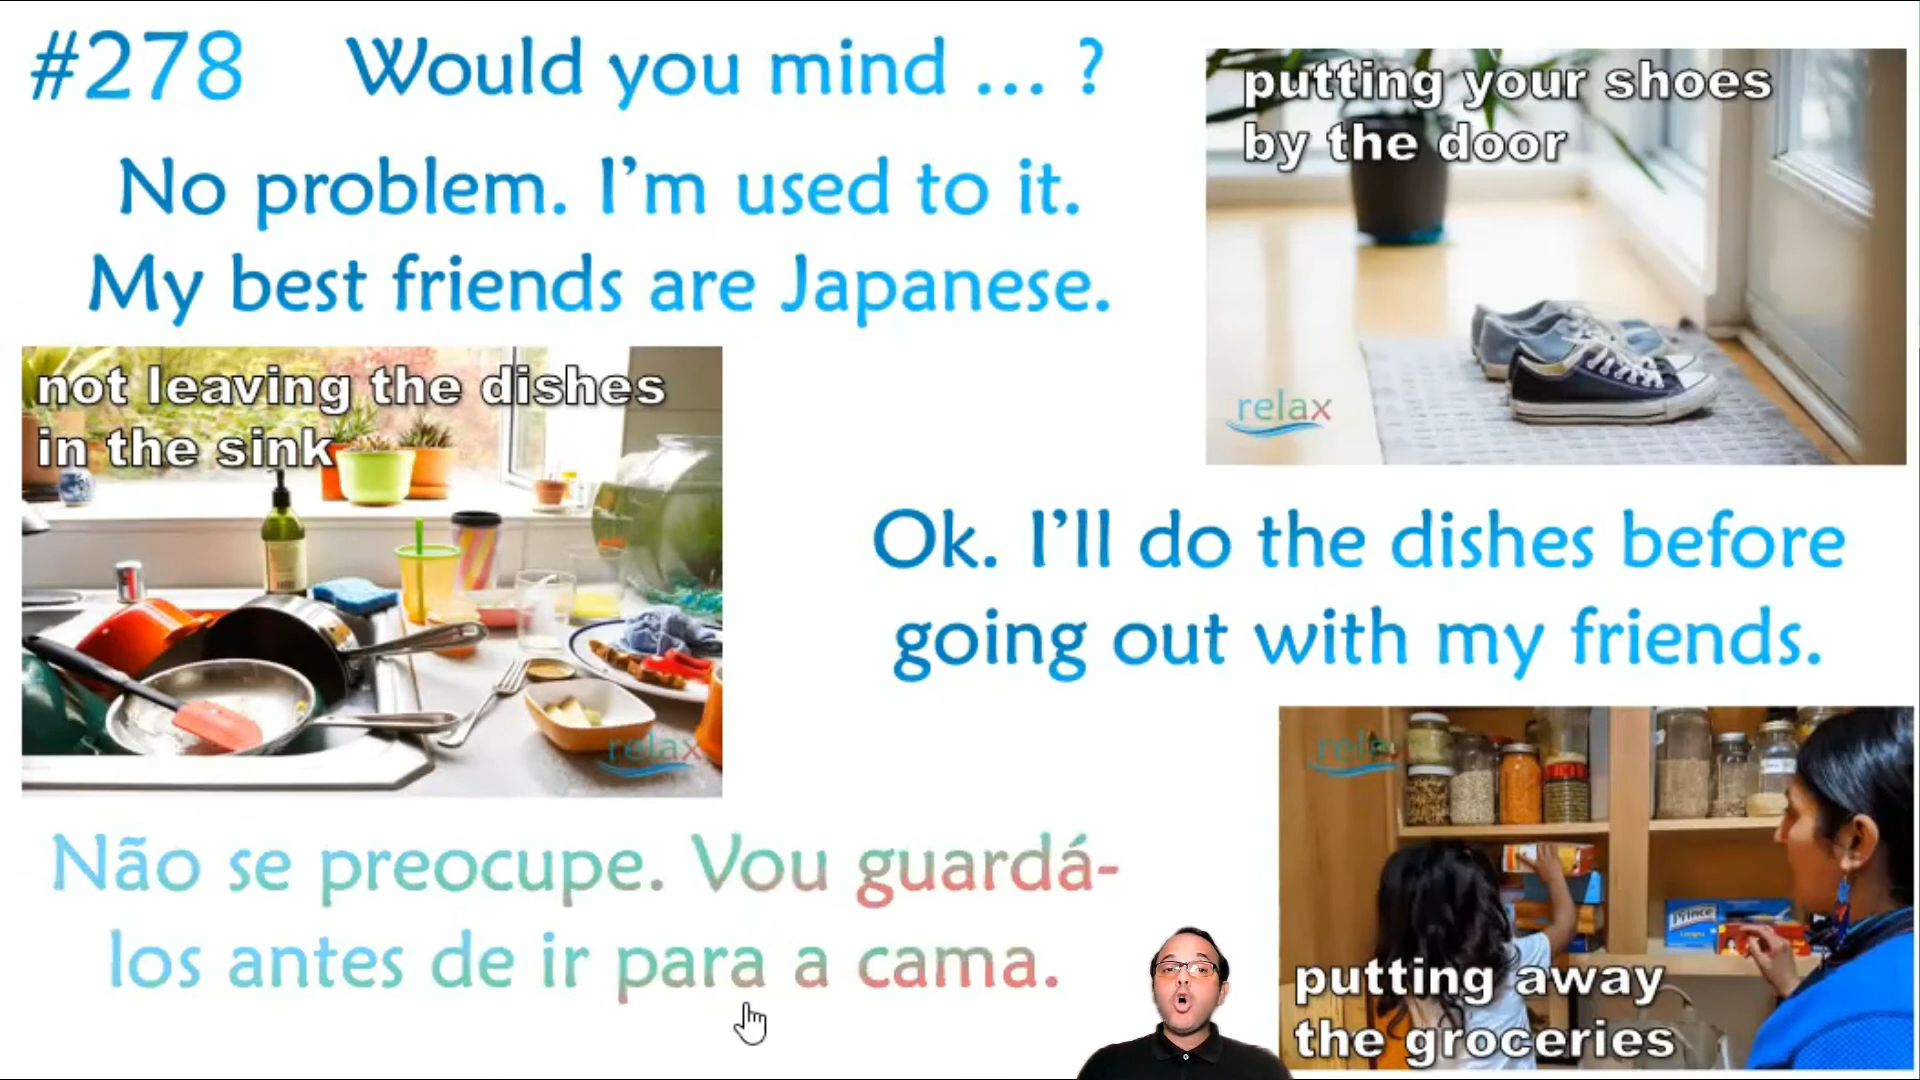 #278 Would you mind ... ?
putting your shoes
by the door
No problem. I'm used to it.
My best friends are Japanese.
relax
not leaving the dishes
in the sink
relax
Ok. I'll do the dishes before
going out with my friends.
relax
Prince
putting away
the groceries
Não se preocupe. Vou guardá-
los antes de ir para a cama.